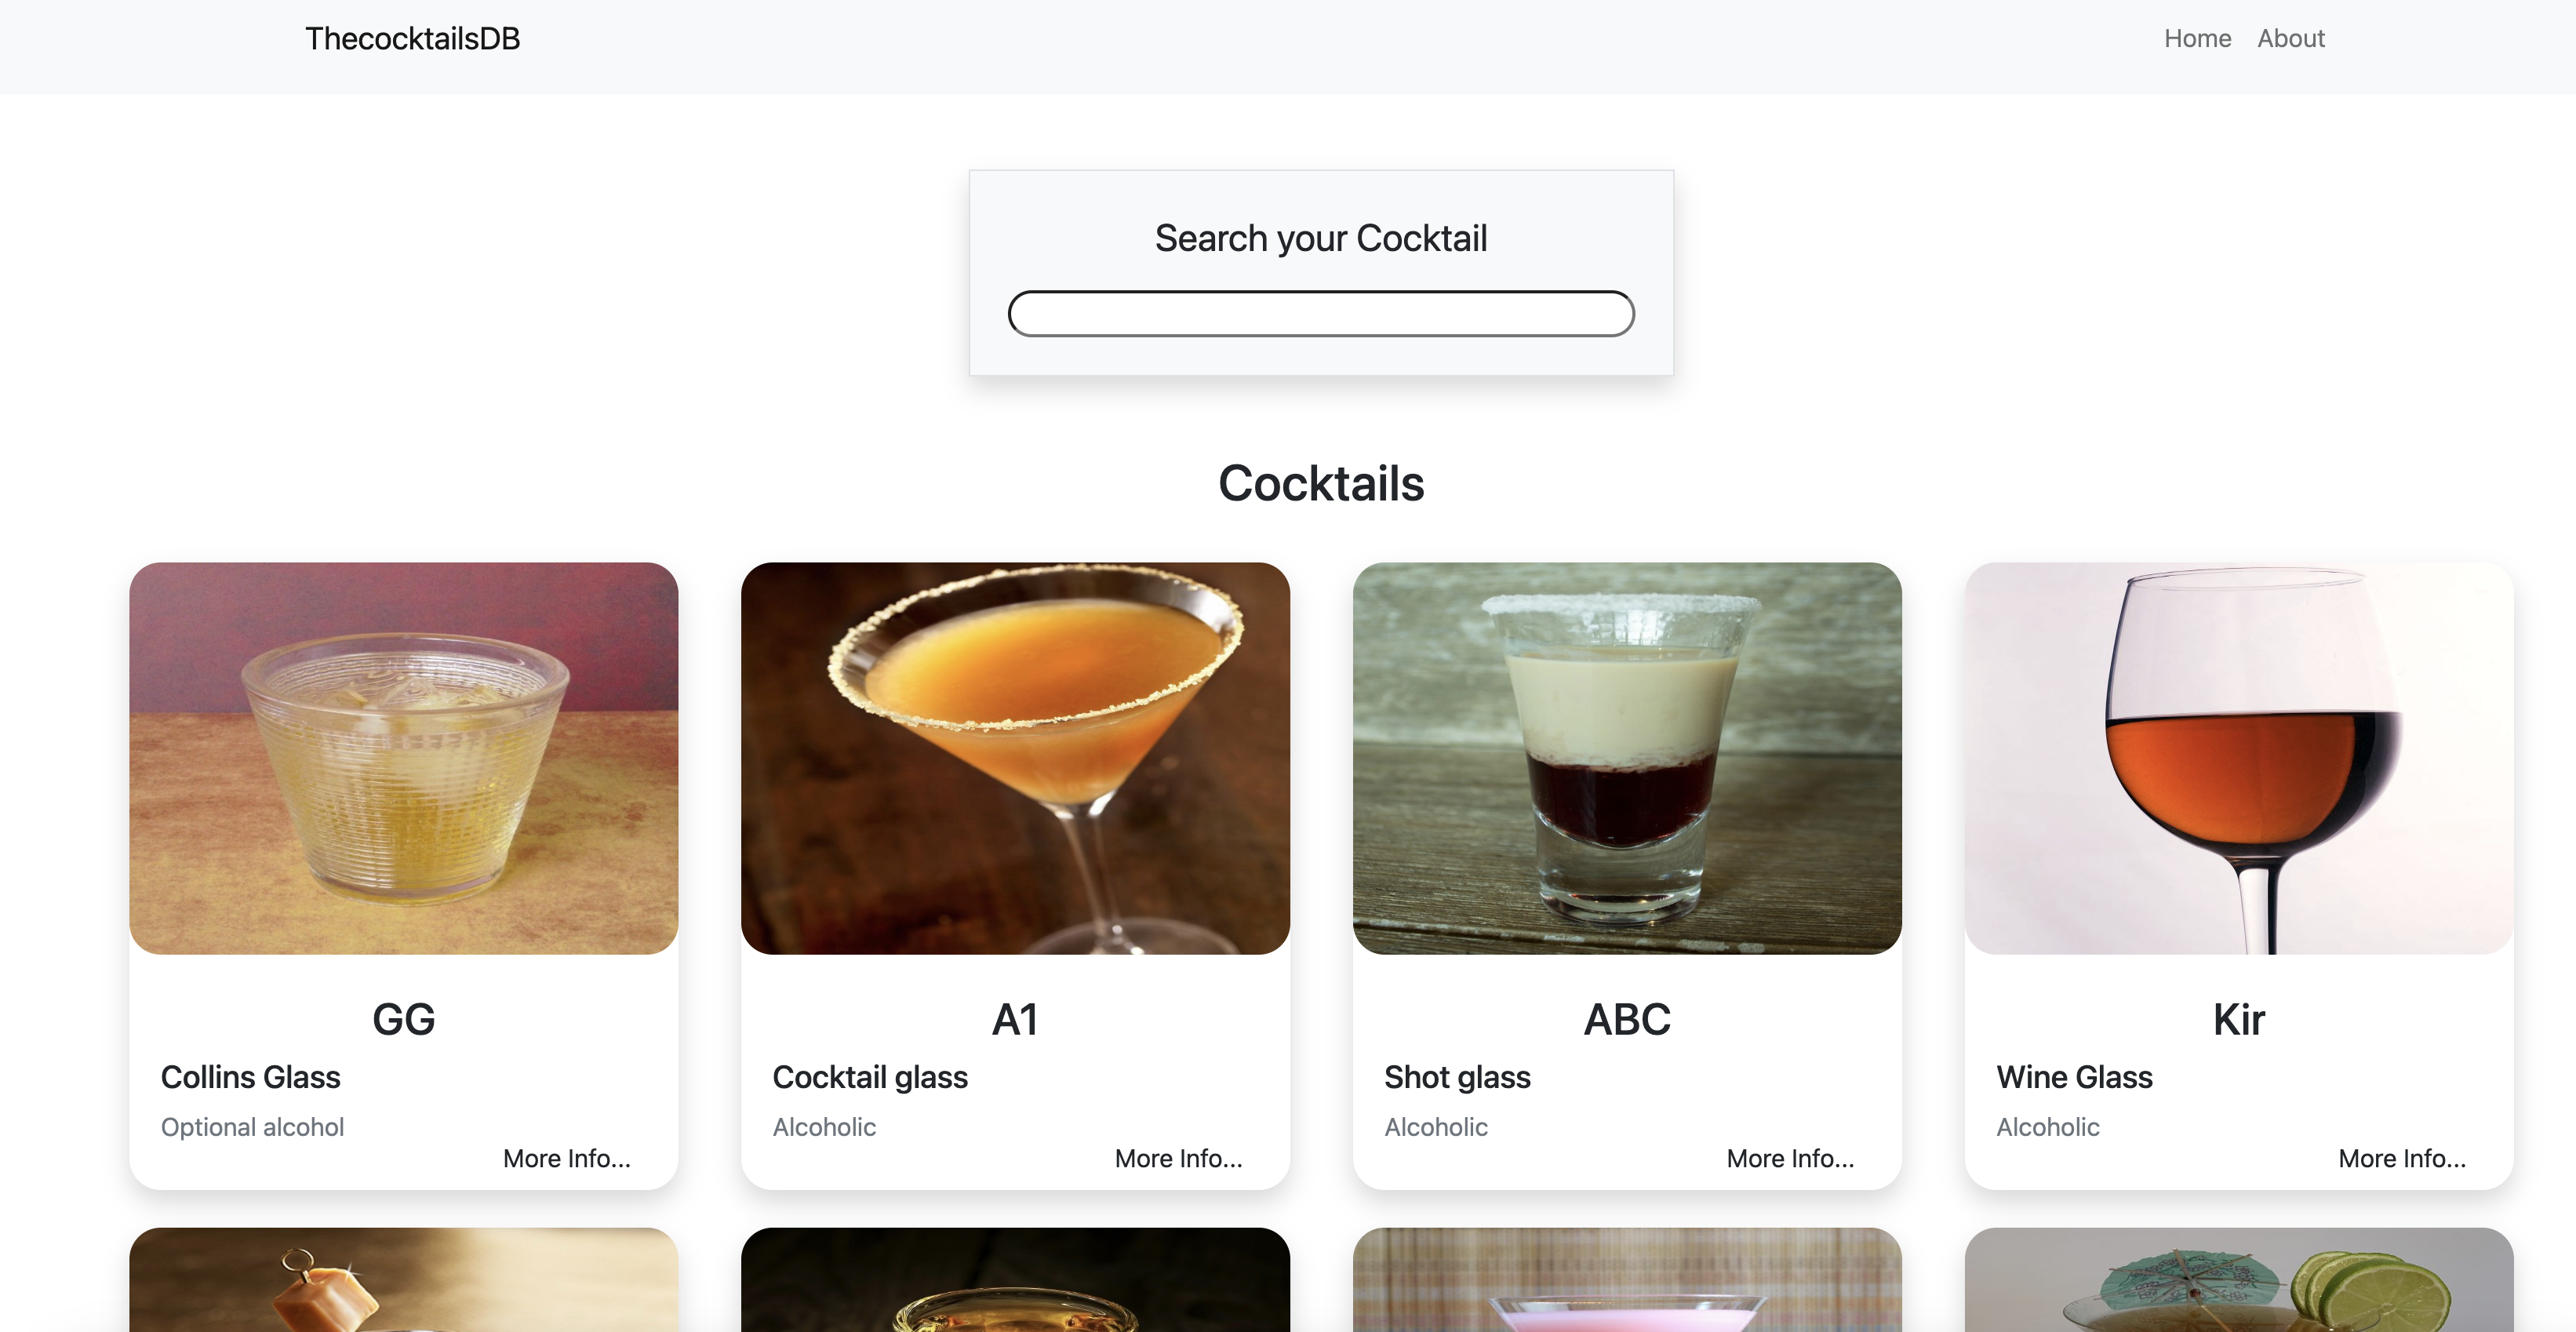 ThecocktailsDB
Home
About
Search your Cocktail
Cocktails
GG
Collins Glass
Optional alcohol
More Info...
A1
Cocktail glass
Alcoholic
More Info...
ABC
Shot glass
Alcoholic
More Info...
Kir
Wine Glass
Alcoholic
More Info...